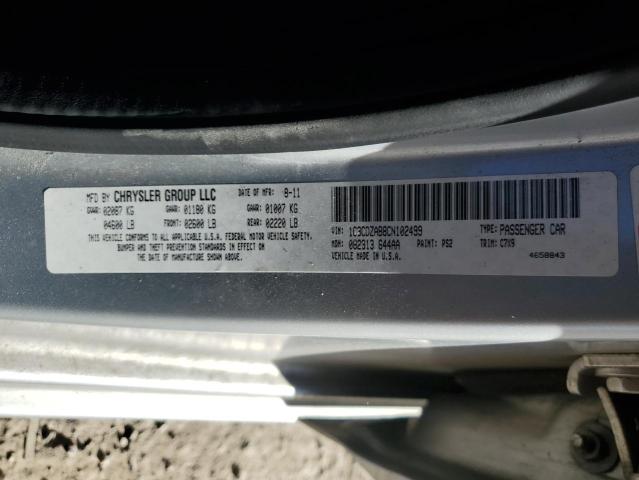 MFD BY CHRYSLER GROUP LLC DATE OF MFR: 8-11
GVWR: 02087 KG GAWR: 01180 KG GAWR: 01007 KG
04600 LB FRONT: 02600 LB REAR: 02220 LB
THIS VEHICLE CONFORMS TO ALL APPLICABLE U.S.A. FEDERAL MOTOR VEHICLE SAFETY,
BUMPER AND THEFT PREVENTION STANDARDS IN EFFECT ON
THE DATE OF MANUFACTURE SHOWN ABOVE.
VIN: 1C3CDZAB8CN102499 TYPE: PASSENGER CAR
MDH: 082313 G44AA PAINT: PS2 TRIM: C7X9
VEHICLE MADE IN U.S.A. 4658843